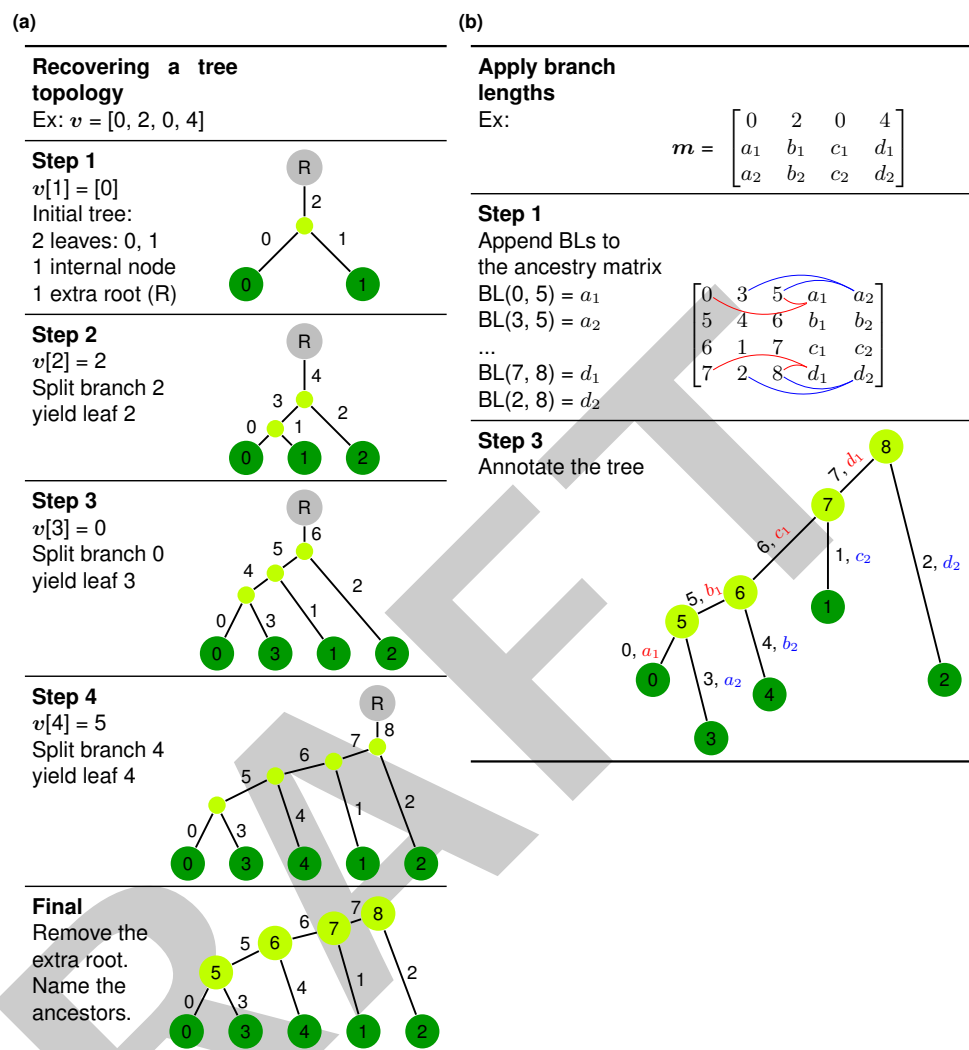 (a)
Recovering a tree
topology
Ex: v = [0, 2, 0, 4]
Step 1
v[1] = [0]
Initial tree:
2 leaves: 0, 1
1 internal node
1 extra root (R)
R
2
0 1
0 1
Step 2
v[2] = 2
Split branch 2
yield leaf 2
R
4
3 2
0 1
0 1 2
Step 3
v[3] = 0
Split branch 0
yield leaf 3
R
6
5
4 2
0 3 1
0 3 1 2
Step 4
v[4] = 5
Split branch 4
yield leaf 4
R
8
7
6
5
0 3 4 1 2
0 3 4 1 2
Final
Remove the
extra root.
Name the
ancestors.
7 8
6 7
5 6
5
0 3 4 1 2
0 3 4 1 2
(b)
Apply branch
lengths
Ex:
m =
0 2 0 4
a₁ b₁ c₁ d₁
a₂ b₂ c₂ d₂
Step 1
Append BLs to
the ancestry matrix
BL(0, 5) = a₁
BL(3, 5) = a₂
...
BL(7, 8) = d₁
BL(2, 8) = d₂
0 3 5 a₁ a₂
5 4 6 b₁ b₂
6 1 7 c₁ c₂
7 2 8 d₁ d₂
Step 3
Annotate the tree
8
7, d₁
7
6, c₁
1, c₂ 2, d₂
6
5, b₁
1
5
4, b₂
0, a₁
3, a₂
0 4 2
3
DRAFT